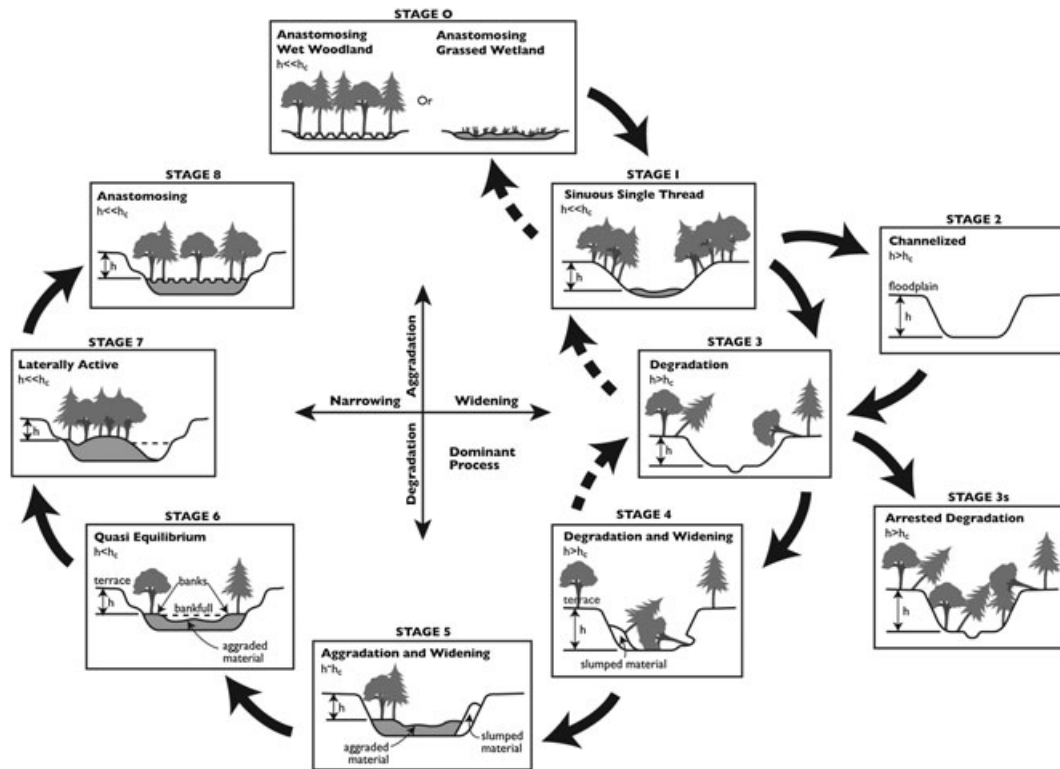 STAGE O
Anastomosing
Wet Woodland
h<<hc
Or
Anastomosing
Grassed Wetland
STAGE I
Sinuous Single Thread
h<<hc
h
STAGE 2
Channelized
h>hc
floodplain
h
STAGE 3
Degradation
h>hc
h
STAGE 3s
Arrested Degradation
h>hc
h
STAGE 4
Degradation and Widening
h>hc
terrace
h
slumped material
STAGE 5
Aggradation and Widening
h~hc
h
aggraded
material
slumped
material
STAGE 6
Quasi Equilibrium
h<hc
terrace
banks
h
bankfull
aggraded
material
STAGE 7
Laterally Active
h<<hc
h
STAGE 8
Anastomosing
h<<hc
h
Aggradation
Narrowing
Widening
Degradation
Dominant
Process